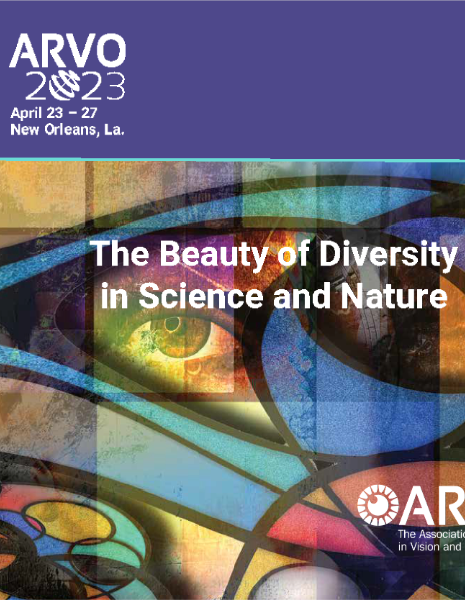 ARVO
2023
April 23 – 27
New Orleans, La.
The Beauty of Diversity
in Science and Nature
AR
The Associatio
in Vision and